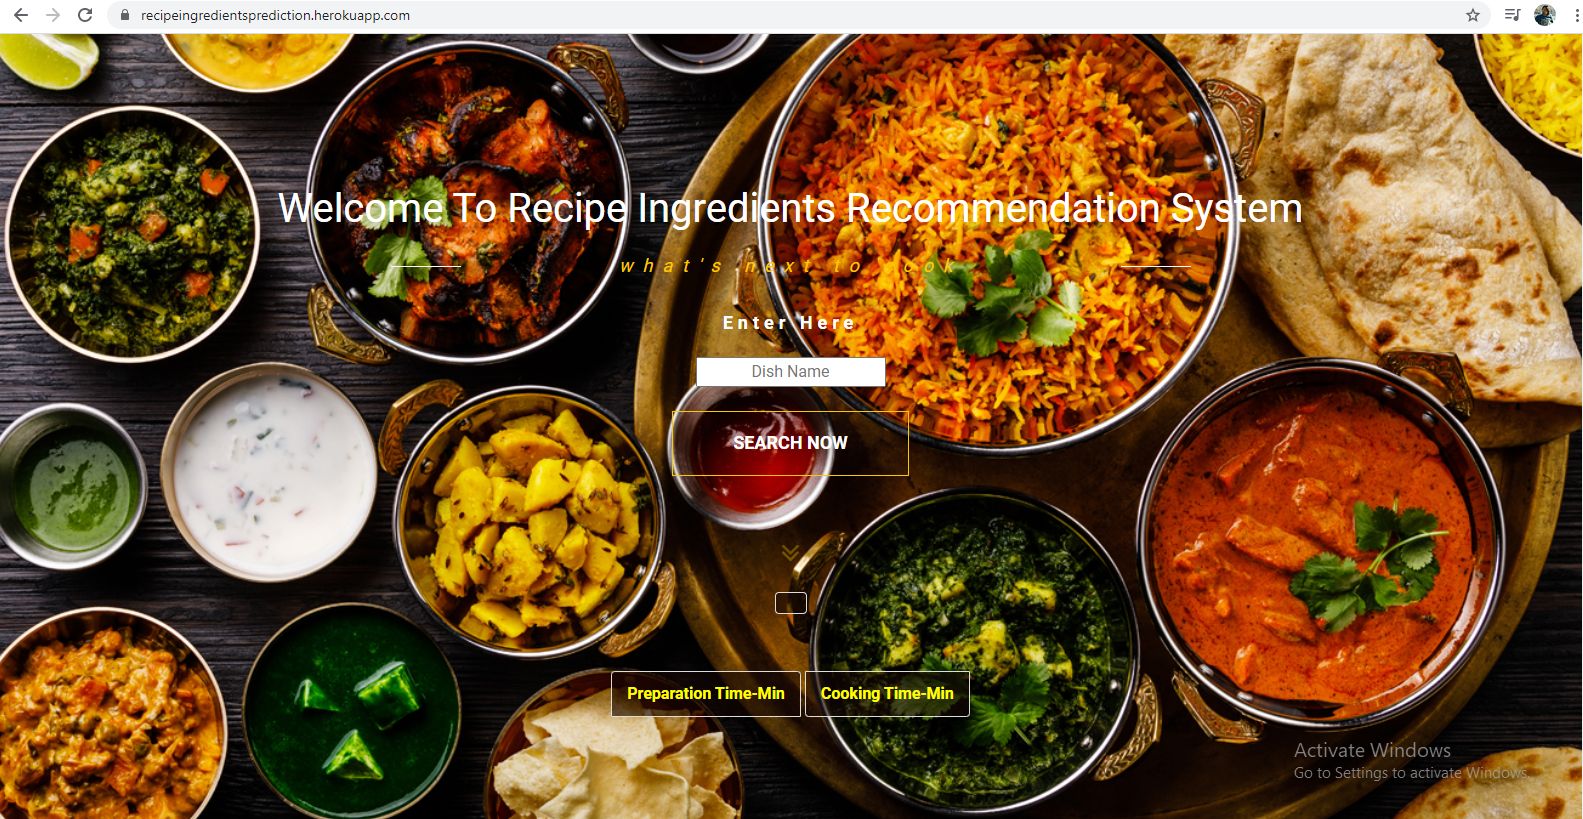 recipeingredientsprediction.herokuapp.com
Welcome To Recipe Ingredients Recommendation System
what's next to cook
Enter Here
Dish Name
SEARCH NOW
Preparation Time-Min Cooking Time-Min
Activate Windows
Go to Settings to activate Windows.